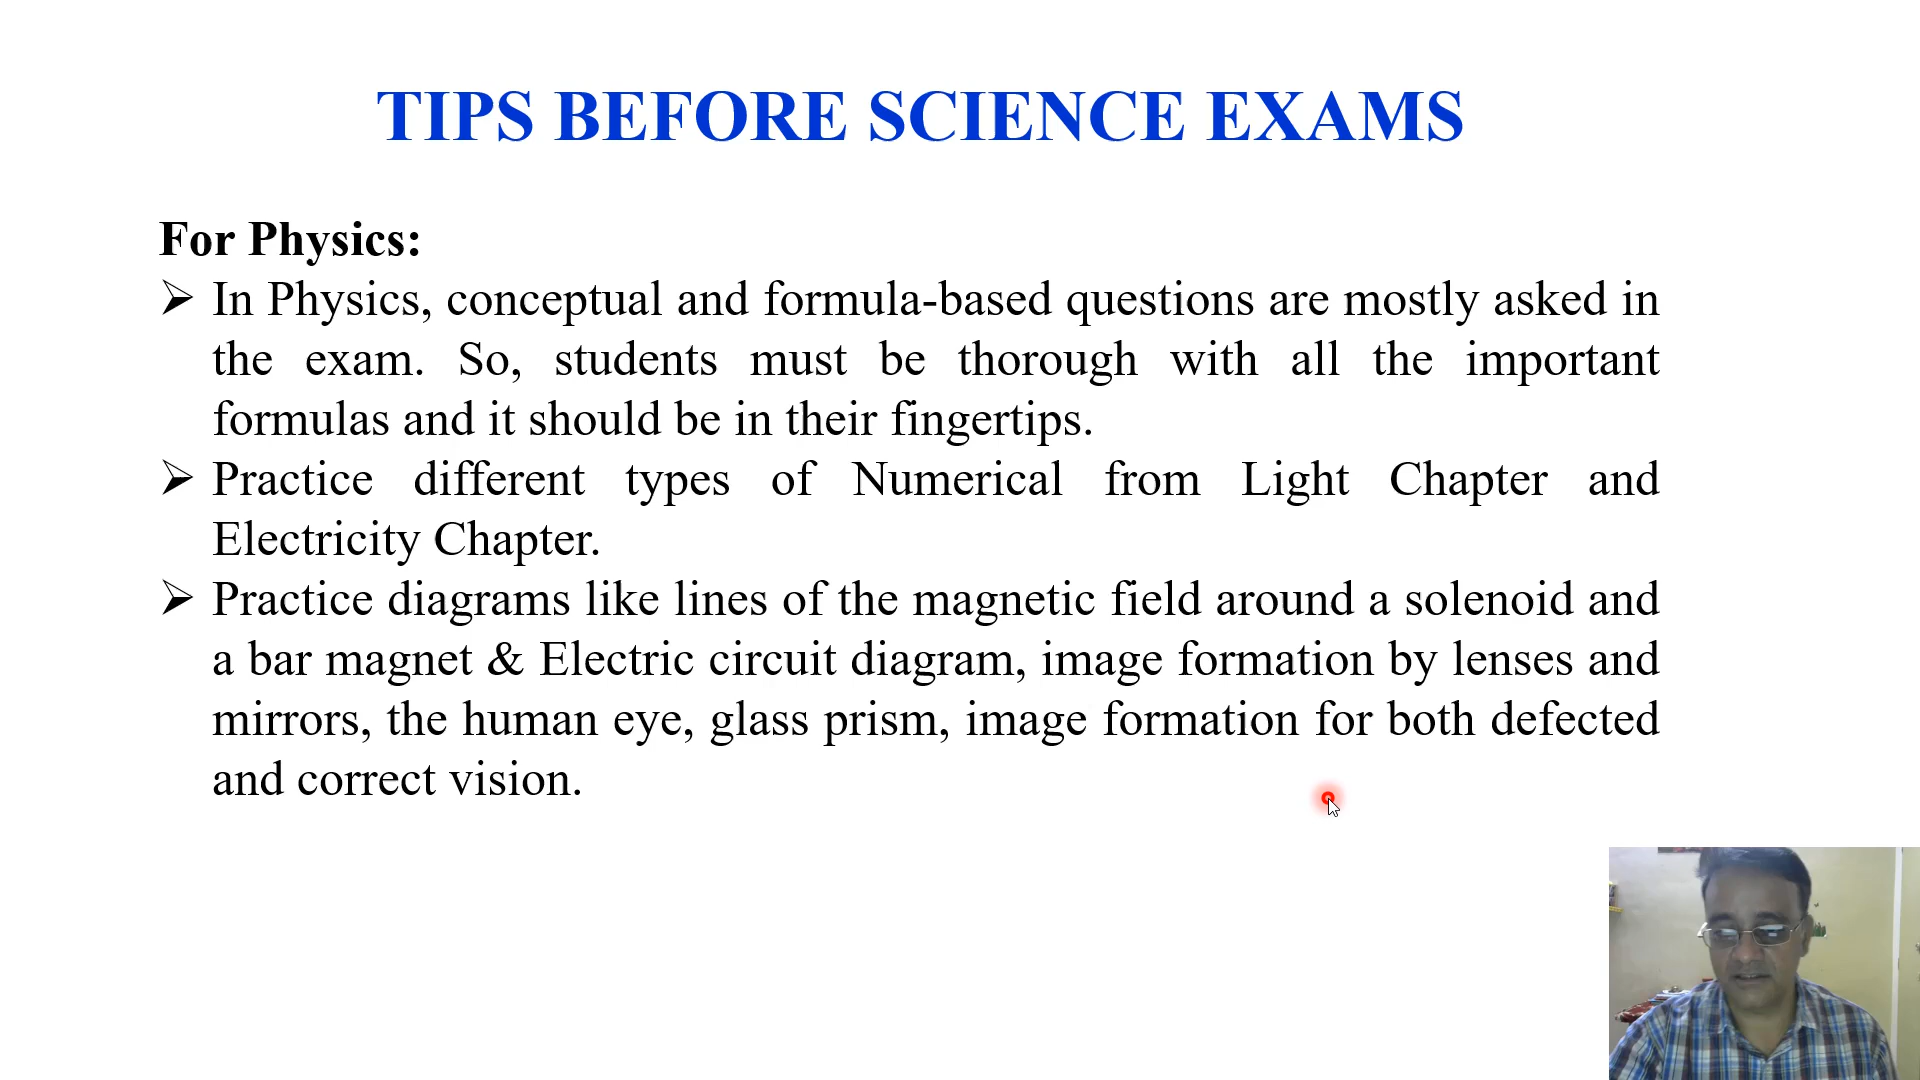 TIPS BEFORE SCIENCE EXAMS
For Physics:
➢ In Physics, conceptual and formula-based questions are mostly asked in
the exam. So, students must be thorough with all the important
formulas and it should be in their fingertips.
➢ Practice different types of Numerical from Light Chapter and
Electricity Chapter.
➢ Practice diagrams like lines of the magnetic field around a solenoid and
a bar magnet & Electric circuit diagram, image formation by lenses and
mirrors, the human eye, glass prism, image formation for both defected
and correct vision.